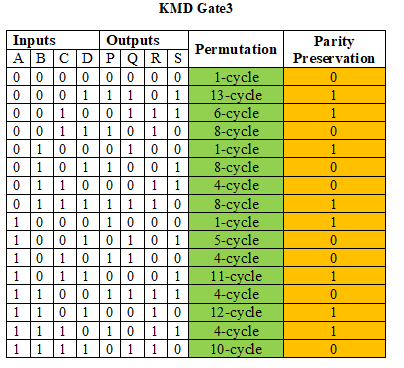 KMD Gate3
Inputs Outputs Permutation Parity Preservation
A B C D P Q R S
0 0 0 0 0 0 0 0 1-cycle 0
0 0 0 1 1 1 0 1 13-cycle 1
0 0 1 0 0 1 1 1 6-cycle 1
0 0 1 1 1 0 1 0 8-cycle 0
0 1 0 0 0 1 0 0 1-cycle 1
0 1 0 1 1 0 0 1 8-cycle 0
0 1 1 0 0 0 1 1 4-cycle 0
0 1 1 1 1 1 1 0 8-cycle 1
1 0 0 0 1 0 0 0 1-cycle 1
1 0 0 1 0 1 0 1 5-cycle 0
1 0 1 0 1 1 0 0 4-cycle 0
1 0 1 1 0 0 0 1 11-cycle 1
1 1 0 0 1 1 1 1 4-cycle 0
1 1 0 1 0 0 1 0 12-cycle 1
1 1 1 0 1 0 1 1 4-cycle 1
1 1 1 1 0 1 1 0 10-cycle 0